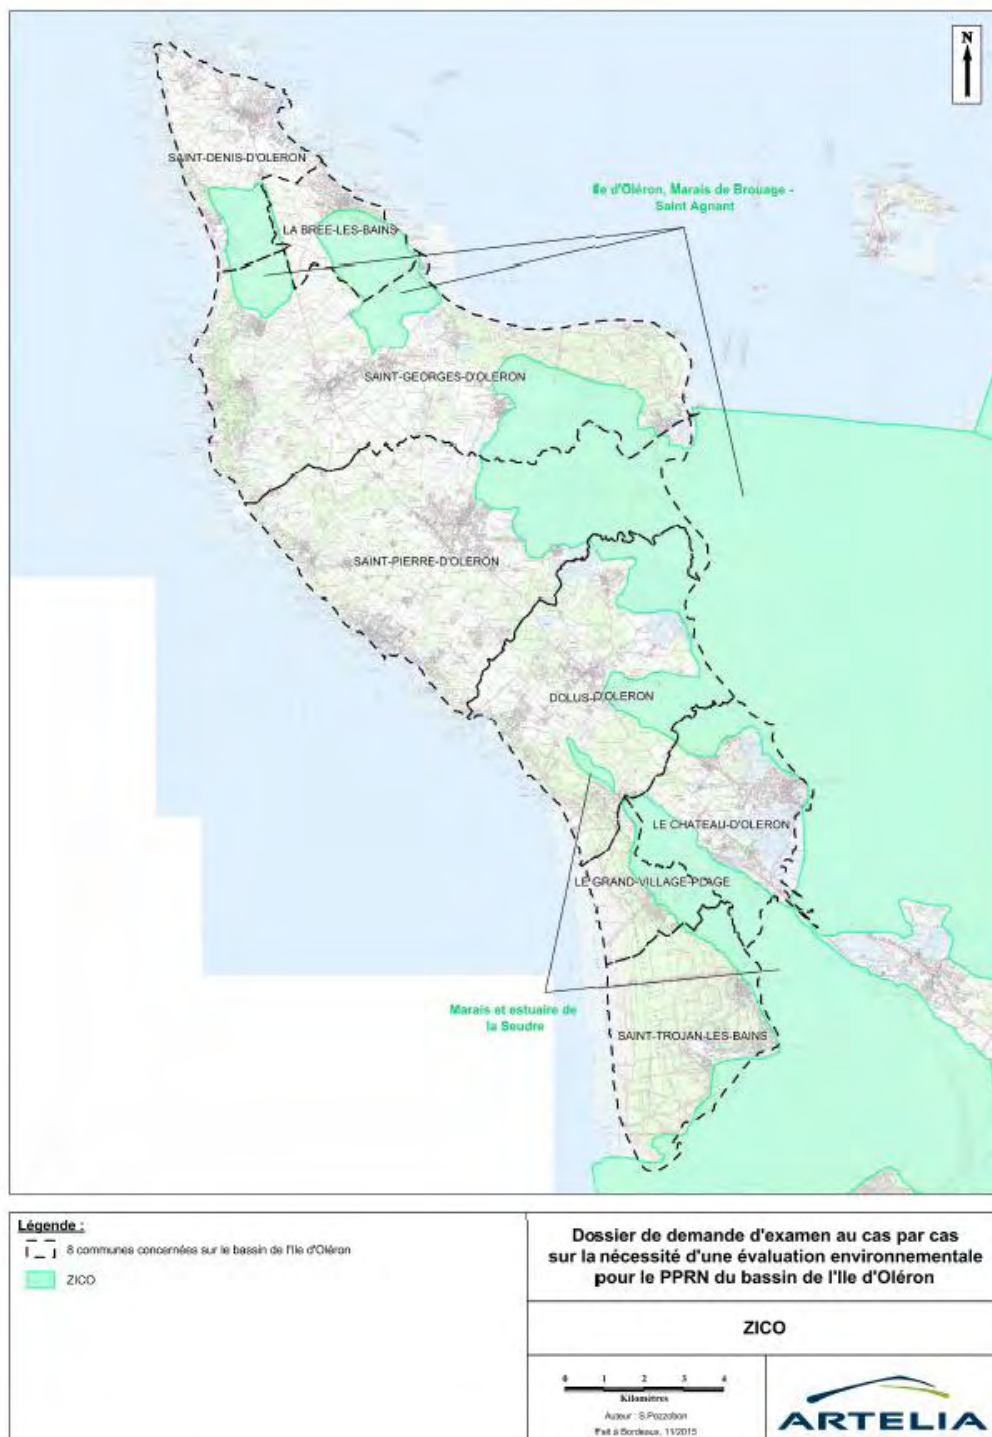 N
SAINT-DENIS-D'OLERON
Ile d'Oléron, Marais de Brouage -
Saint Agnant
LA BREE-LES-BAINS
SAINT-GEORGES-D'OLERON
SAINT-PIERRE-D'OLERON
DOLUS-D'OLERON
LE CHATEAU-D'OLERON
LE GRAND-VILLAGE-PLAGE
Marais et estuaire de
la Seudre
SAINT-TROJAN-LES-BAINS
Légende :
8 communes concernées sur le bassin de l'Ile d'Oléron
ZICO
Dossier de demande d'examen au cas par cas
sur la nécessité d'une évaluation environnementale
pour le PPRN du bassin de l'Ile d'Oléron
ZICO
0 1 2 3 4
Kilomètres
Auteur : S.Pozzobon
Fait à Bordeaux, 11/2015
ARTELIA